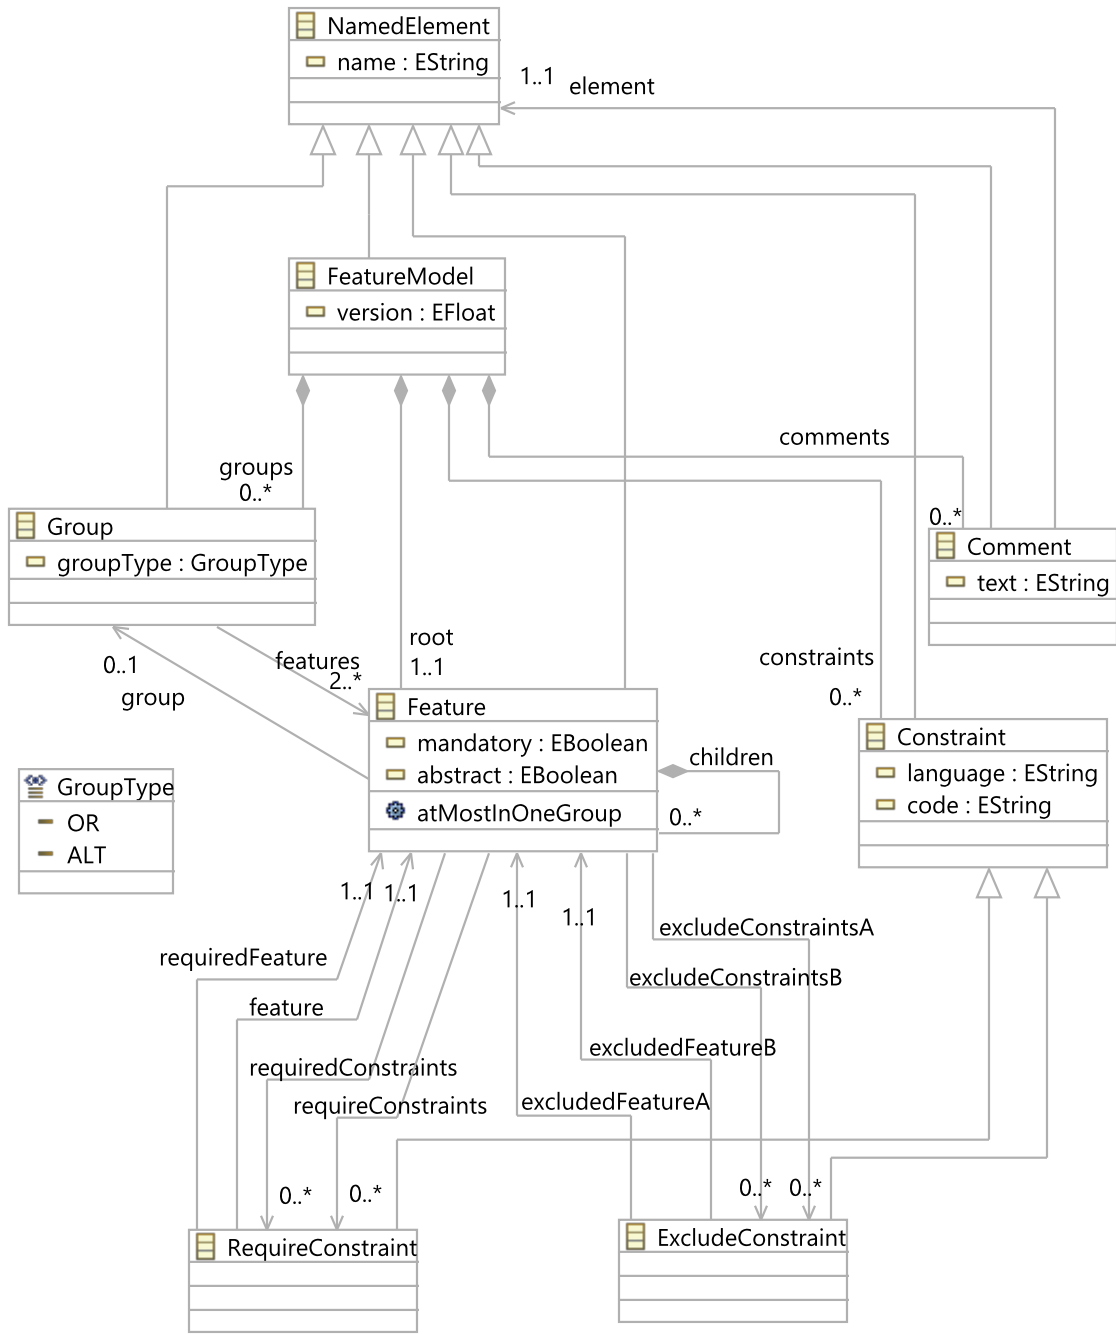 NamedElement
name : EString
1..1
element
FeatureModel
version : EFloat
comments
groups
0..*
0..*
Group
groupType : GroupType
Comment
text : EString
root
1..1
features
2..*
0..1
group
constraints
0..*
Feature
mandatory : EBoolean
abstract : EBoolean
atMostInOneGroup
children
0..*
Constraint
language : EString
code : EString
GroupType
OR
ALT
1..1
1..1
1..1
1..1
excludeConstraintsA
requiredFeature
excludeConstraintsB
feature
excludedFeatureB
requiredConstraints
excludedFeatureA
requireConstraints
0..*
0..*
0..*
0..*
RequireConstraint
ExcludeConstraint